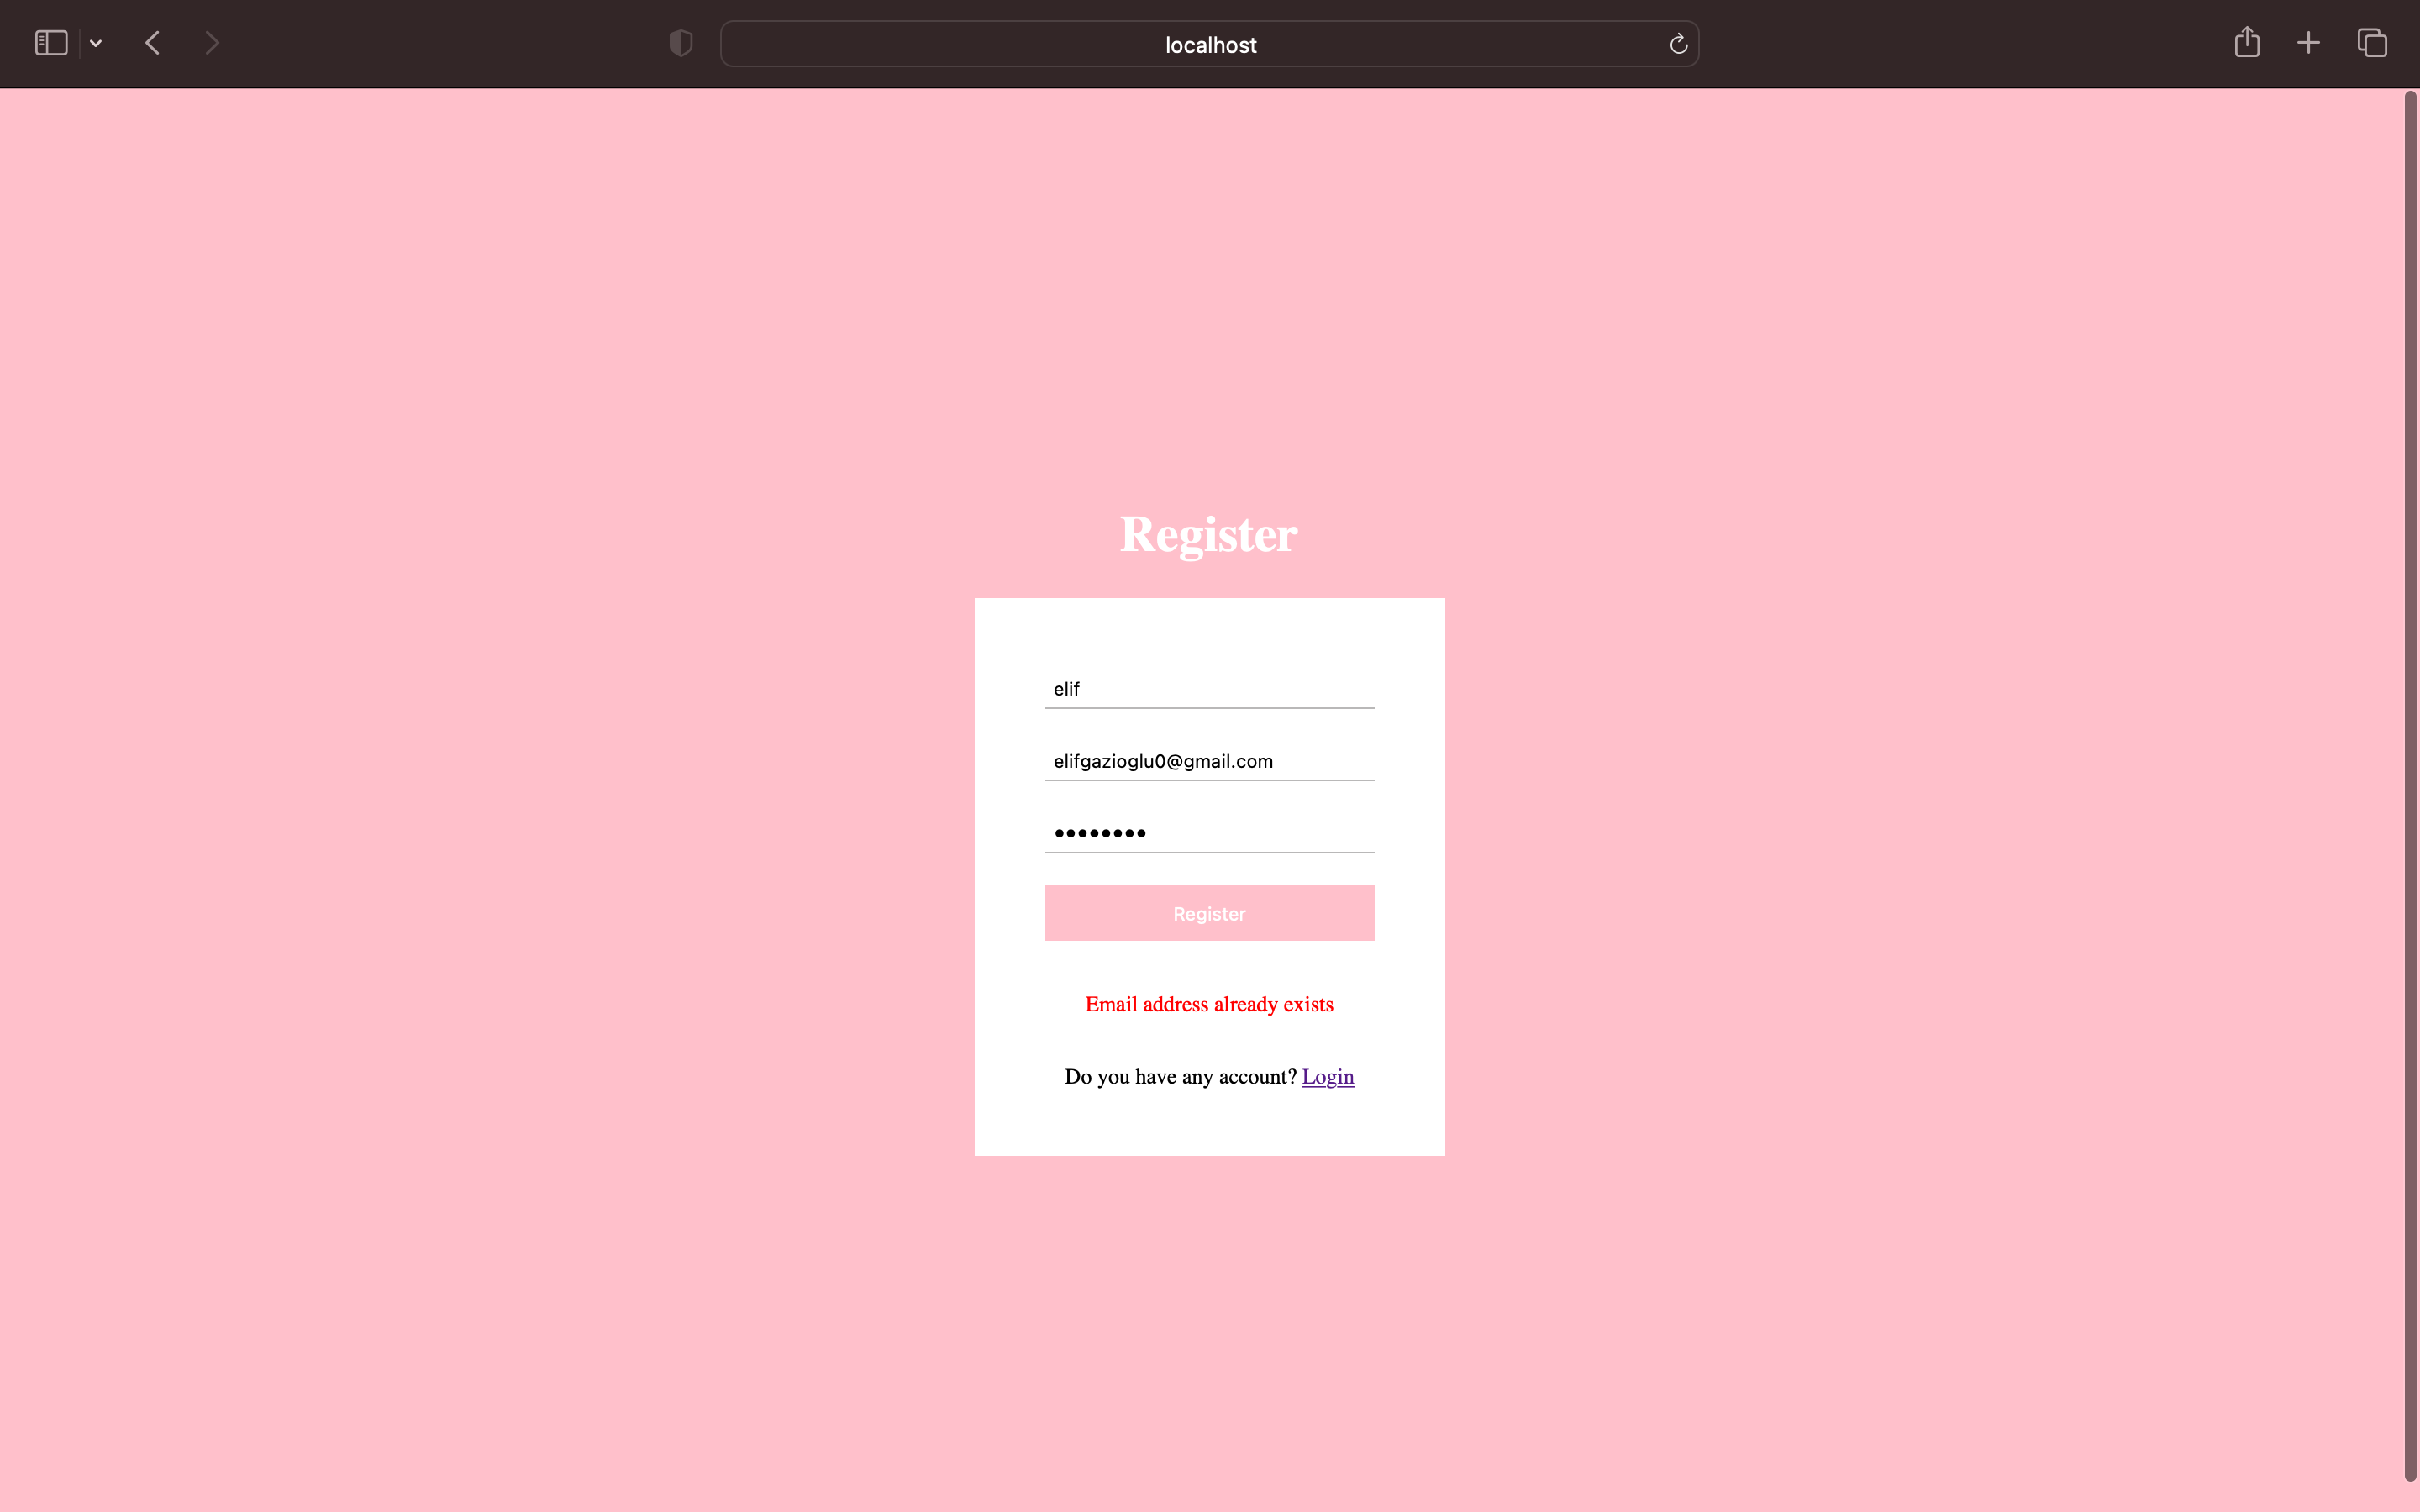 localhost
Register
elif
elifgazioglu0@gmail.com
••••••••
Register
Email address already exists
Do you have any account? Login